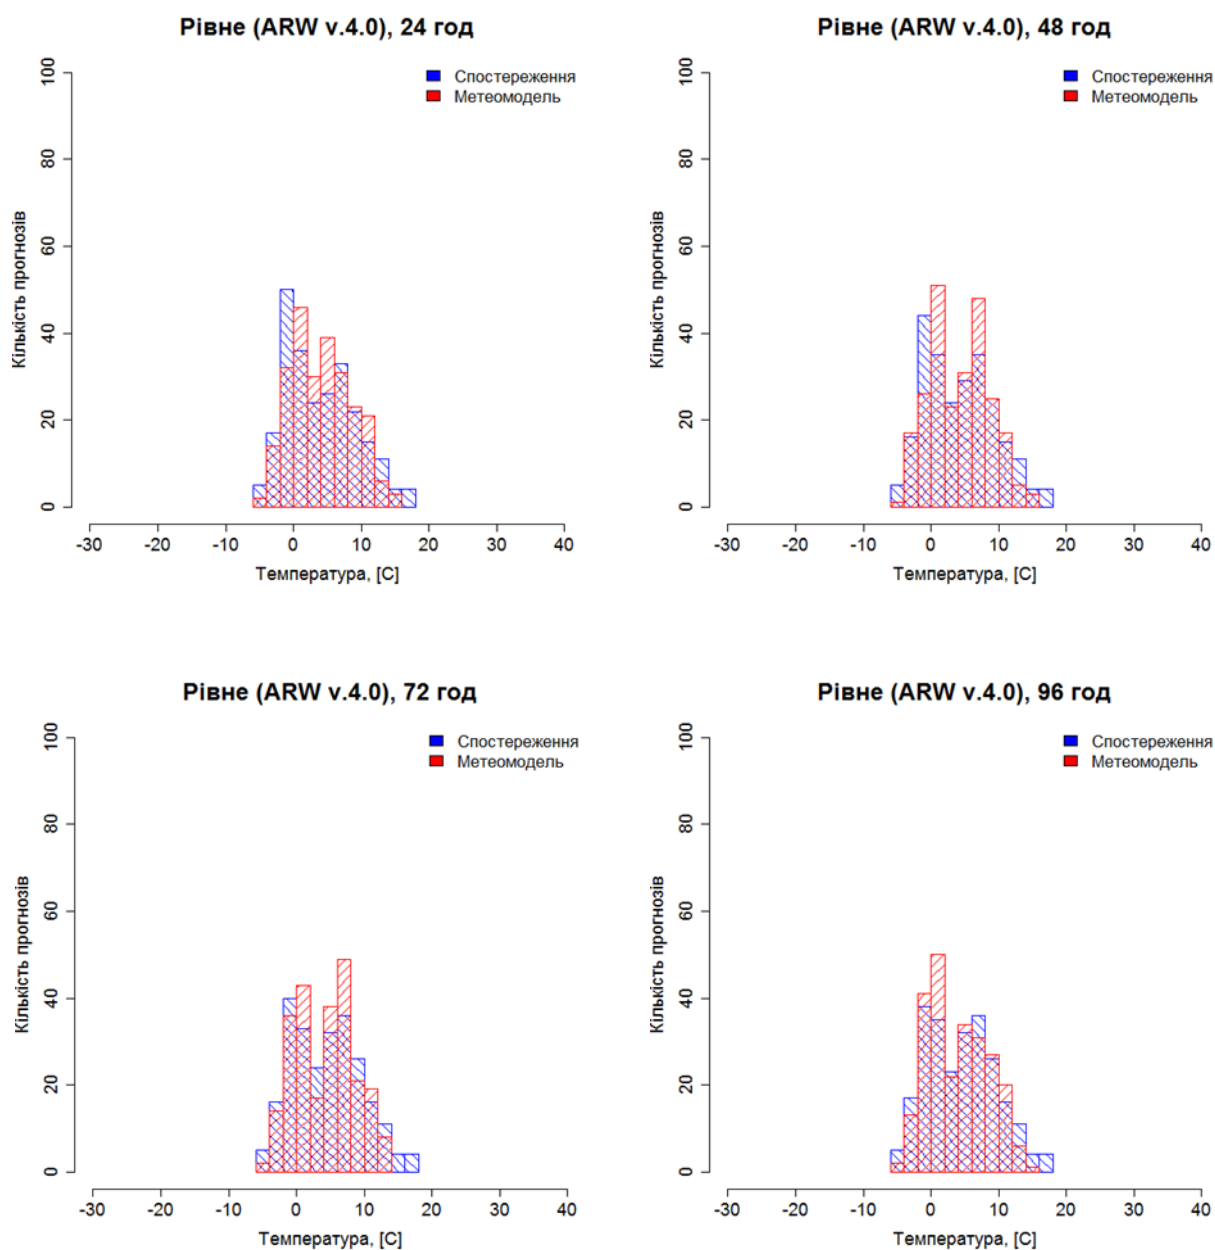 Рівне (ARW v.4.0), 24 год
Спостереження
Метеомодель
Кількість прогнозів
0 20 40 60 80 100
-30 -20 -10 0 10 20 30 40
Температура, [C]
Рівне (ARW v.4.0), 48 год
Спостереження
Метеомодель
Кількість прогнозів
0 20 40 60 80 100
-30 -20 -10 0 10 20 30 40
Температура, [C]
Рівне (ARW v.4.0), 72 год
Спостереження
Метеомодель
Кількість прогнозів
0 20 40 60 80 100
-30 -20 -10 0 10 20 30 40
Температура, [C]
Рівне (ARW v.4.0), 96 год
Спостереження
Метеомодель
Кількість прогнозів
0 20 40 60 80 100
-30 -20 -10 0 10 20 30 40
Температура, [C]